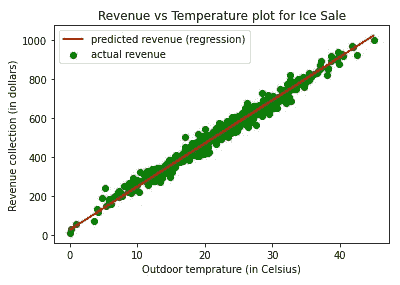 Revenue vs Temperature plot for Ice Sale
predicted revenue (regression)
actual revenue
Revenue collection (in dollars)
1000
800
600
400
200
0
0 10 20 30 40
Outdoor temprature (in Celsius)